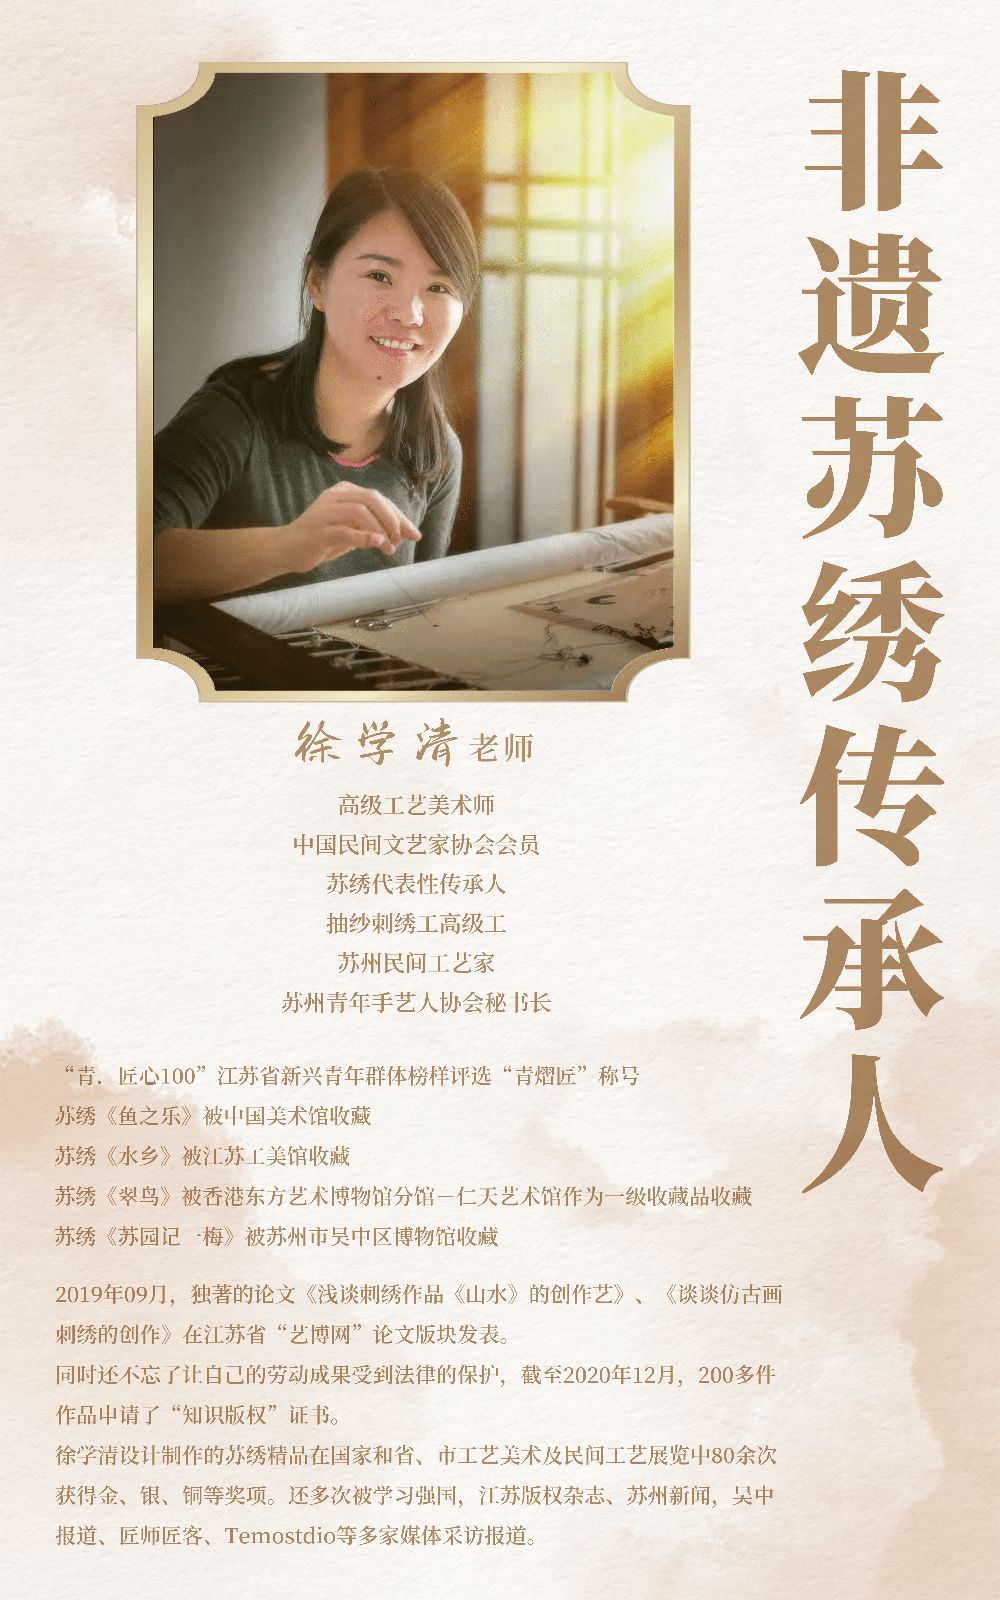 非遗苏绣传承人
徐学清老师
高级工艺美术师
中国民间文艺家协会会员
苏绣代表性传承人
抽纱刺绣工高级工
苏州民间工艺家
苏州青年手艺人协会秘书长
“青．匠心100”江苏省新兴青年群体榜样评选“青熠匠”称号
苏绣《鱼之乐》被中国美术馆收藏
苏绣《水乡》被江苏工美馆收藏
苏绣《翠鸟》被香港东方艺术博物馆分馆－仁天艺术馆作为一级收藏品收藏
苏绣《苏园记一梅》被苏州市吴中区博物馆收藏
2019年09月，独著的论文《浅谈刺绣作品《山水》的创作艺》、《谈谈仿古画
刺绣的创作》在江苏省“艺博网”论文版块发表。
同时还不忘了让自己的劳动成果受到法律的保护，截至2020年12月，200多件
作品申请了“知识版权”证书。
徐学清设计制作的苏绣精品在国家和省、市工艺美术及民间工艺展览中80余次
获得金、银、铜等奖项。还多次被学习强国，江苏版权杂志、苏州新闻，吴中
报道、匠师匠客、Temostdio等多家媒体采访报道。